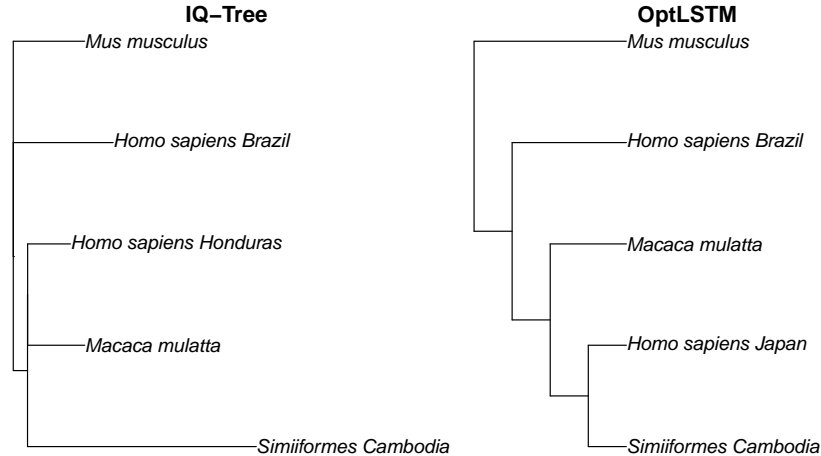 IQ−Tree
Mus musculus
Homo sapiens Brazil
Homo sapiens Honduras
Macaca mulatta
Simiiformes Cambodia
OptLSTM
Mus musculus
Homo sapiens Brazil
Macaca mulatta
Homo sapiens Japan
Simiiformes Cambodia